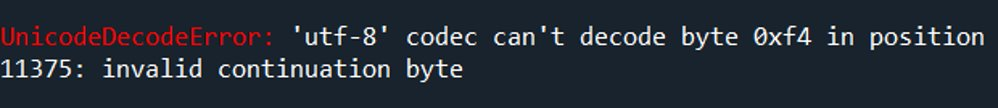 UnicodeDecodeError: 'utf-8' codec can't decode byte 0xf4 in position
11375: invalid continuation byte